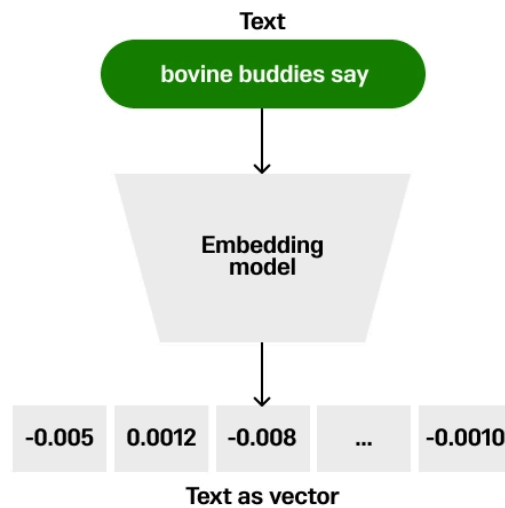 Text
bovine buddies say
Embedding
model
-0.005 0.0012 -0.008 ... -0.0010
Text as vector